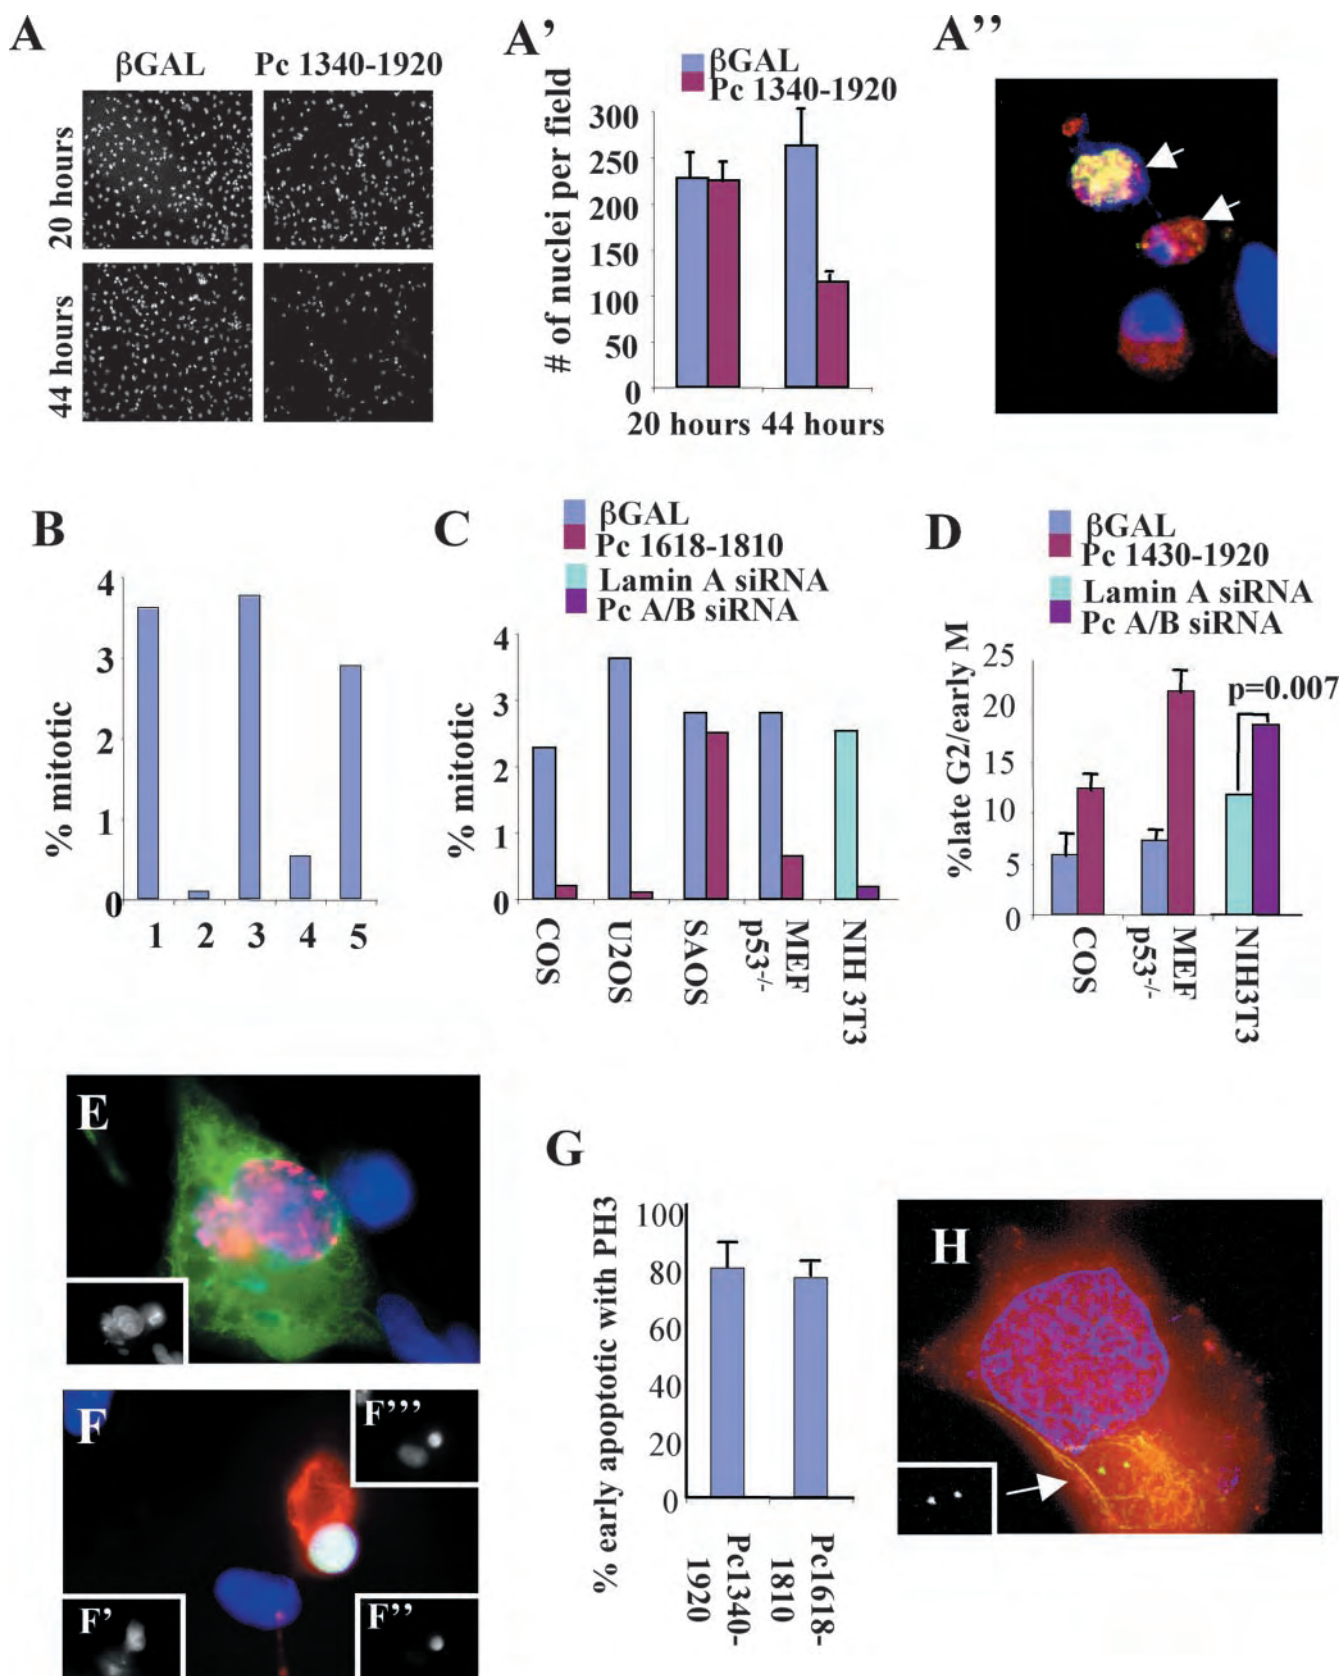 A
βGAL
Pc 1340-1920
20 hours
44 hours
A'
βGAL
Pc 1340-1920
# of nuclei per field
300
250
200
150
100
50
0
20 hours
44 hours
A''
B
% mitotic
4
3
2
1
0
1 2 3 4 5
C
βGAL
Pc 1618-1810
Lamin A siRNA
Pc A/B siRNA
% mitotic
4
3
2
1
0
COS
U2OS
SAOS
MEF
p53-/-
NIH 3T3
D
βGAL
Pc 1430-1920
Lamin A siRNA
Pc A/B siRNA
%late G2/early M
25
20
15
10
5
0
p=0.007
COS
MEF
p53-/-
NIH3T3
E
F
F'''
F'
F''
G
% early apoptotic with PH3
100
80
60
40
20
0
Pc1340-
1920
Pc1618-
1810
H